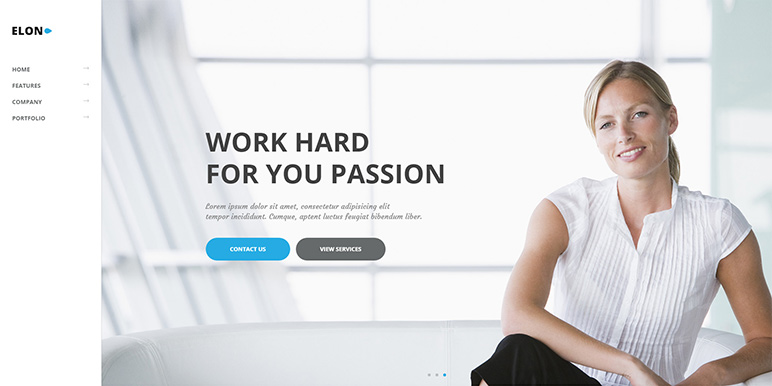 ELON
HOME
FEATURES
COMPANY
PORTFOLIO
WORK HARD
FOR YOU PASSION
Lorem ipsum dolor sit amet, consectetur adipisicing elit
tempor incididunt. Cumque, aptent luctus feugiat bibendum liber.
CONTACT US
VIEW SERVICES